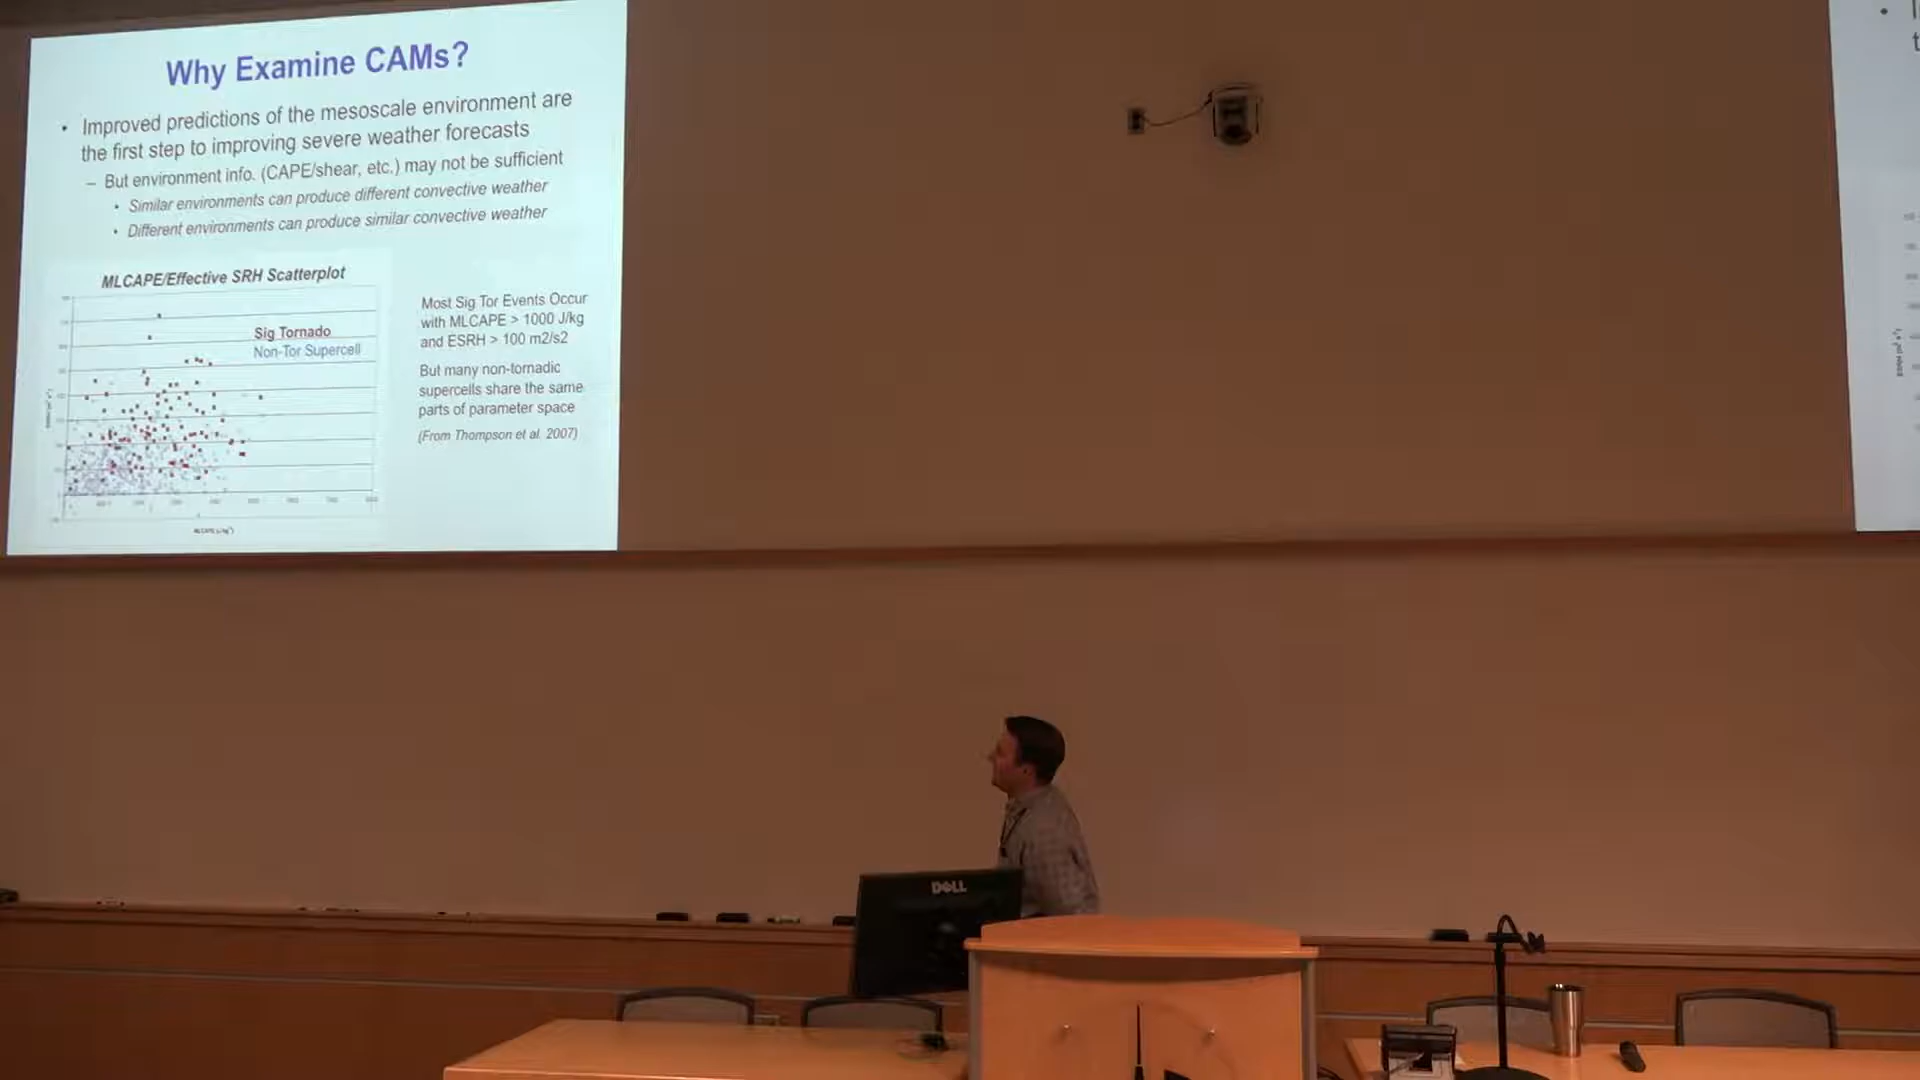 Why Examine CAMs?
• Improved predictions of the mesoscale environment are
the first step to improving severe weather forecasts
– But environment info. (CAPE/shear, etc.) may not be sufficient
• Similar environments can produce different convective weather
• Different environments can produce similar convective weather
MLCAPE/Effective SRH Scatterplot
Sig Tornado
Non-Tor Supercell
Most Sig Tor Events Occur
with MLCAPE > 1000 J/kg
and ESRH > 100 m2/s2
But many non-tornadic
supercells share the same
parts of parameter space
(From Thompson et al. 2007)
DELL